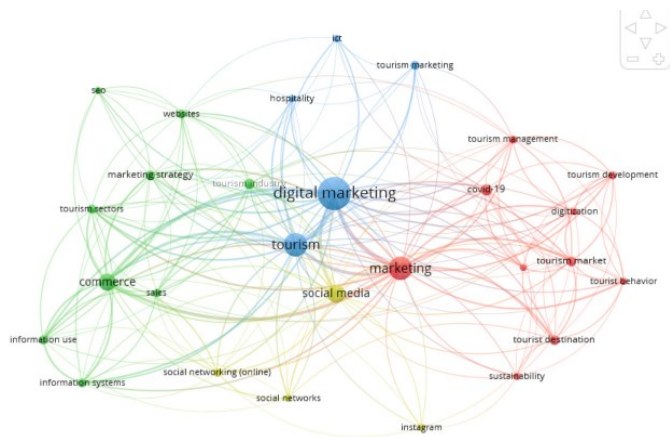 ict
tourism marketing
seo
hospitality
websites
tourism management
marketing strategy
tourism industry
digital marketing
covid-19
tourism development
tourism sectors
digitization
tourism
commerce
sales
social media
marketing
tourism market
tourist behavior
information use
tourist destination
information systems
social networking (online)
social networks
sustainability
instagram